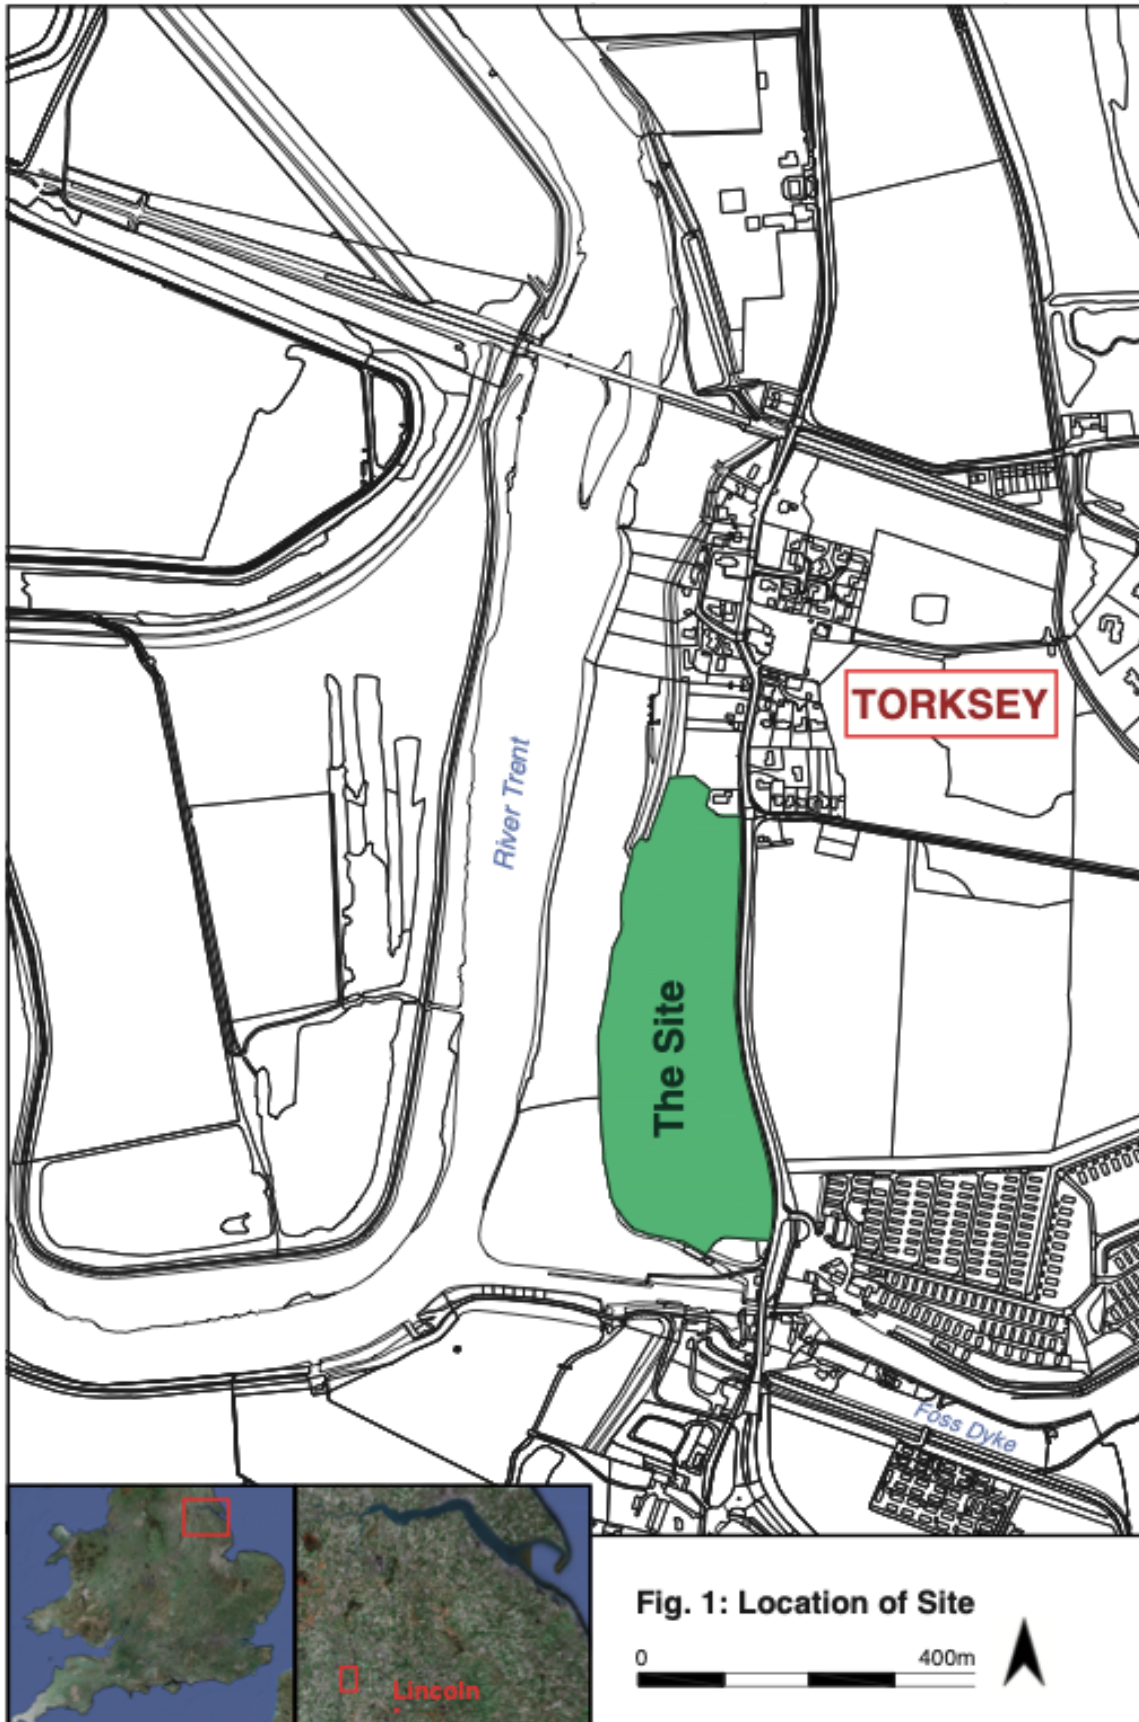 TORKSEY
River Trent
The Site
Foss Dyke
Lincoln
Fig. 1: Location of Site
0 400m